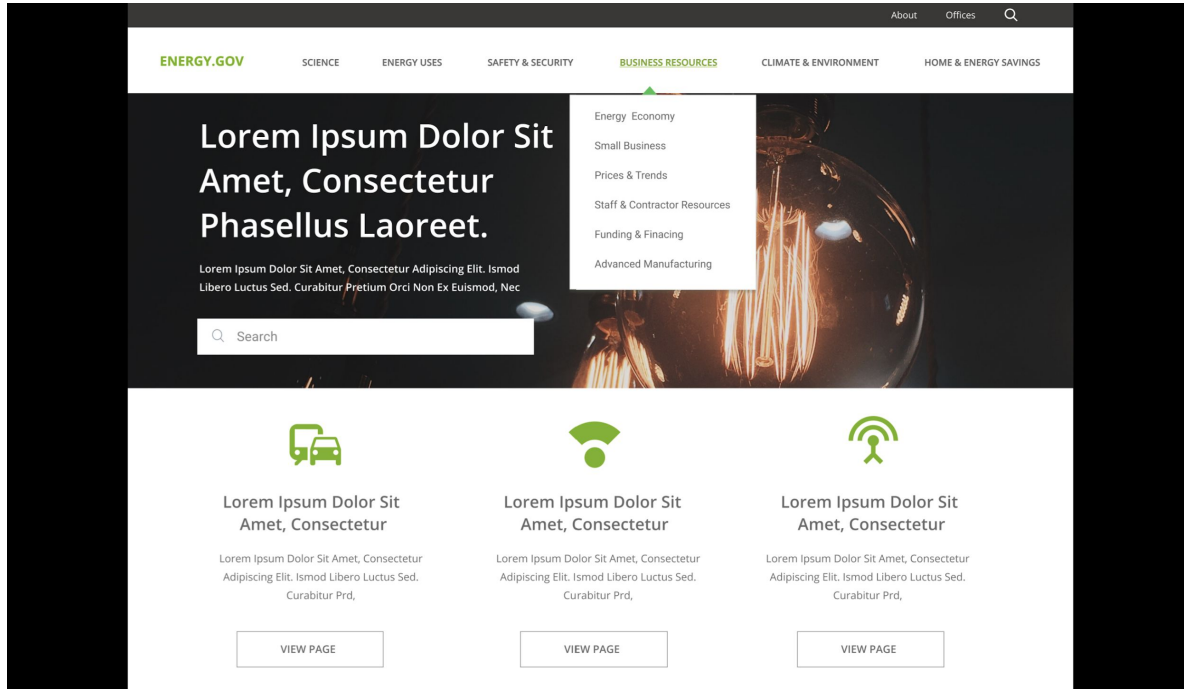 About Offices
ENERGY.GOV SCIENCE ENERGY USES SAFETY & SECURITY BUSINESS RESOURCES CLIMATE & ENVIRONMENT HOME & ENERGY SAVINGS
Energy Economy
Small Business
Prices & Trends
Staff & Contractor Resources
Funding & Finacing
Advanced Manufacturing
Lorem Ipsum Dolor Sit
Amet, Consectetur
Phasellus Laoreet.
Lorem Ipsum Dolor Sit Amet, Consectetur Adipiscing Elit. Ismod
Libero Luctus Sed. Curabitur Pretium Orci Non Ex Euismod, Nec
Search
Lorem Ipsum Dolor Sit
Amet, Consectetur
Lorem Ipsum Dolor Sit Amet, Consectetur
Adipiscing Elit. Ismod Libero Luctus Sed.
Curabitur Prd,
VIEW PAGE
Lorem Ipsum Dolor Sit
Amet, Consectetur
Lorem Ipsum Dolor Sit Amet, Consectetur
Adipiscing Elit. Ismod Libero Luctus Sed.
Curabitur Prd,
VIEW PAGE
Lorem Ipsum Dolor Sit
Amet, Consectetur
Lorem Ipsum Dolor Sit Amet, Consectetur
Adipiscing Elit. Ismod Libero Luctus Sed.
Curabitur Prd,
VIEW PAGE